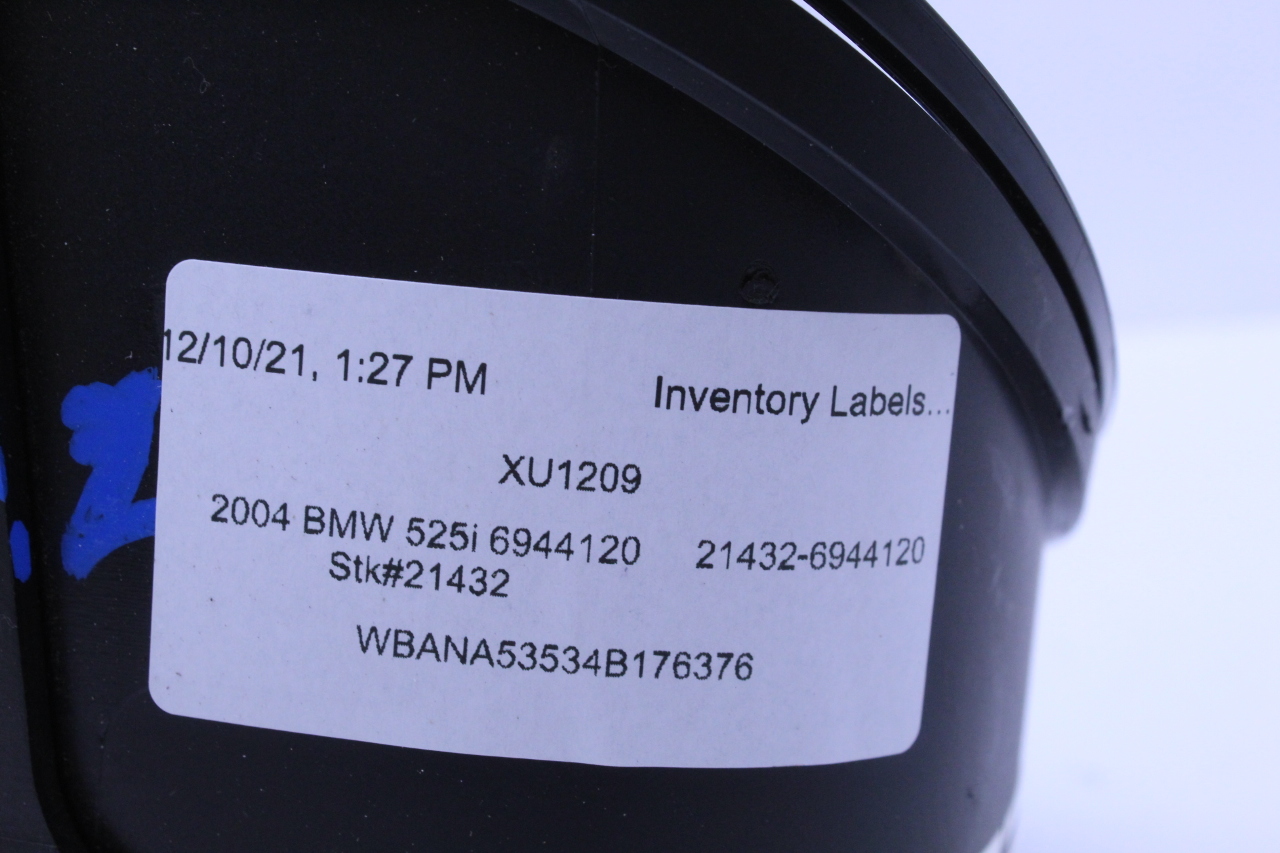 12/10/21, 1:27 PM Inventory Labels...
XU1209
2004 BMW 525i 6944120 21432-6944120
Stk#21432
WBANA53534B176376